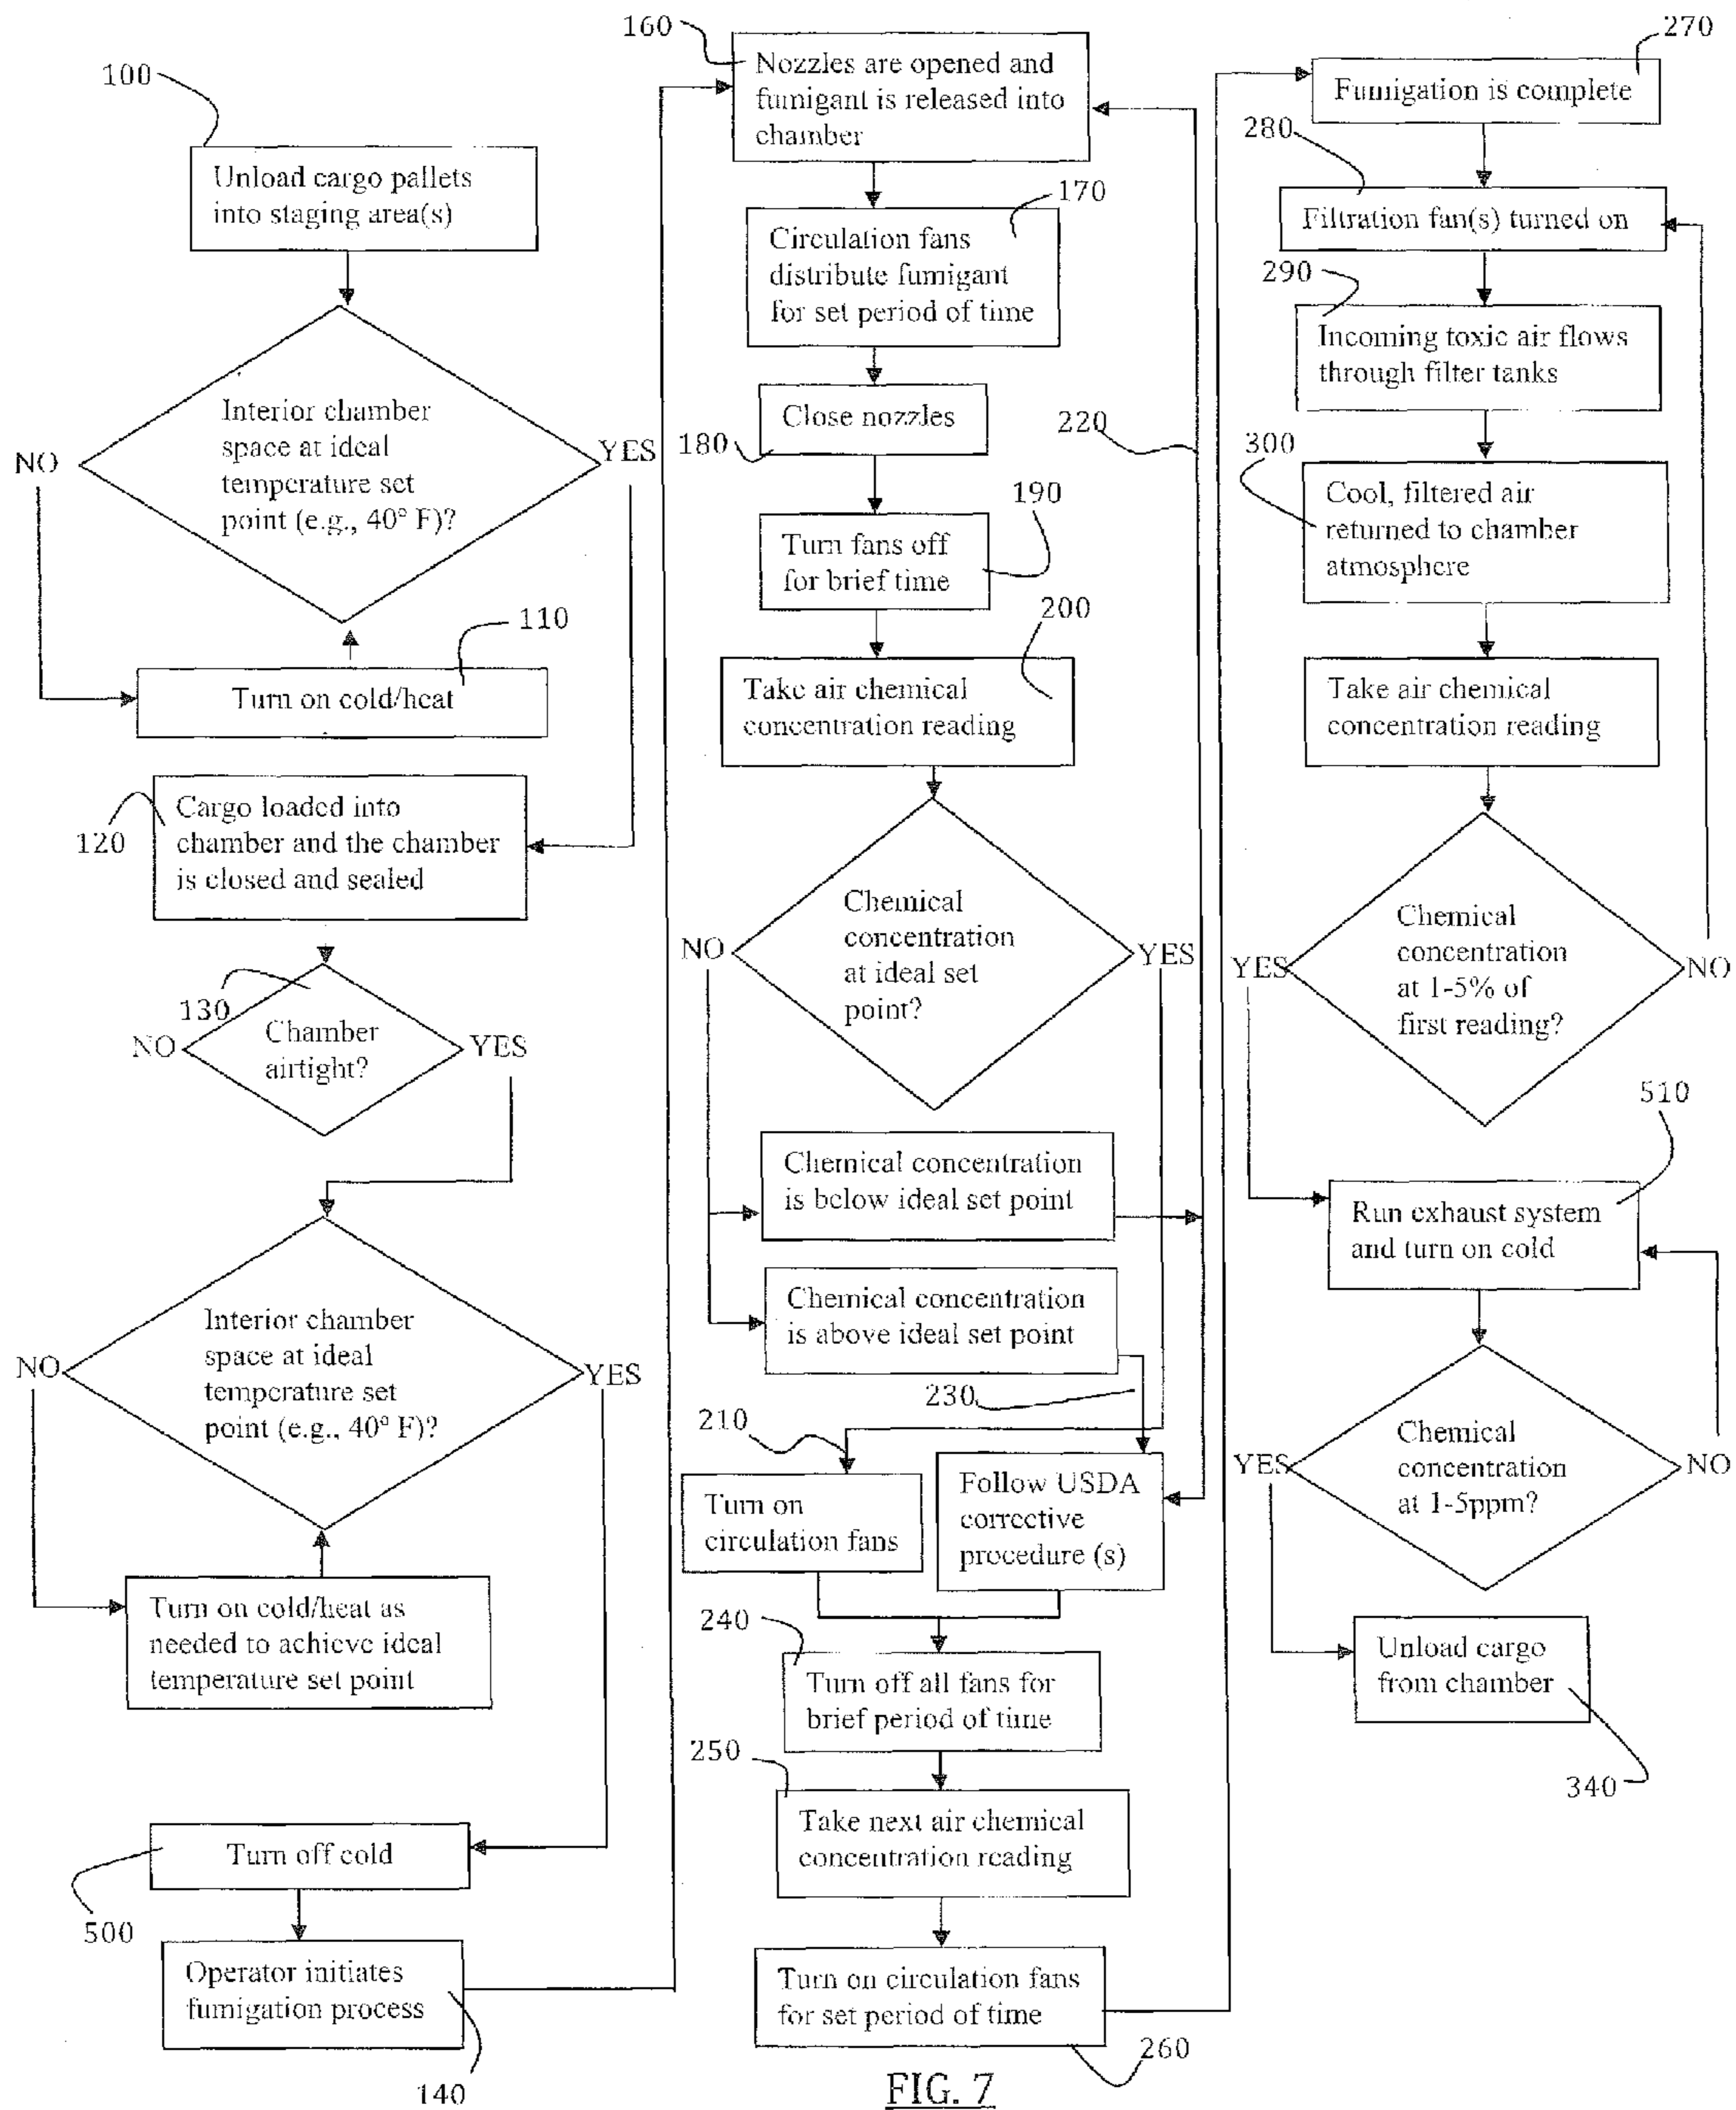 100
Unload cargo pallets
into staging area(s)
Interior chamber
space at ideal
temperature set
point (e.g., 40° F)?
NO
YES
110
Turn on cold/heat
120
Cargo loaded into
chamber and the chamber
is closed and sealed
130
Chamber
airtight?
NO
YES
Interior chamber
space at ideal
temperature set
point (e.g., 40° F)?
NO
YES
Turn on cold/heat as
needed to achieve ideal
temperature set point
Turn off cold
500
Operator initiates
fumigation process
140
160
Nozzles are opened and
fumigant is released into
chamber
170
Circulation fans
distribute fumigant
for set period of time
Close nozzles
180
190
Turn fans off
for brief time
200
Take air chemical
concentration reading
220
Chemical
concentration
at ideal set
point?
NO
YES
Chemical concentration
is below ideal set point
Chemical concentration
is above ideal set point
230
210
Turn on
circulation fans
Follow USDA
corrective
procedure (s)
240
Turn off all fans for
brief period of time
250
Take next air chemical
concentration reading
Turn on circulation fans
for set period of time
260
270
Fumigation is complete
280
Filtration fan(s) turned on
290
Incoming toxic air flows
through filter tanks
300
Cool, filtered air
returned to chamber
atmosphere
Take air chemical
concentration reading
Chemical
concentration
at 1-5% of
first reading?
YES
NO
510
Run exhaust system
and turn on cold
Chemical
concentration
at 1-5ppm?
YES
NO
Unload cargo
from chamber
340
FIG. 7